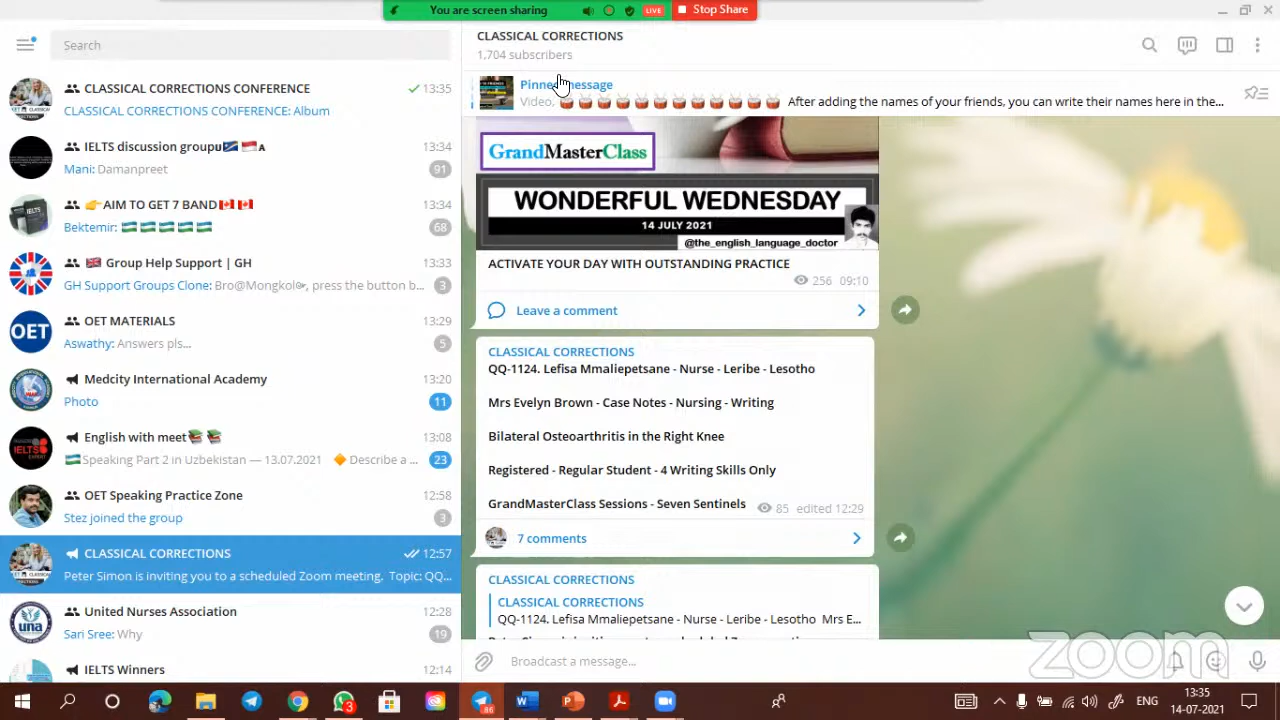 You are screen sharing
LIVE
Stop Share
Search
CLASSICAL CORRECTIONS CONFERENCE
13:35
CLASSICAL CORRECTIONS CONFERENCE: Album
IELTS discussion groupu
13:34
Mani: Damanpreet
91
AIM TO GET 7 BAND
13:34
Bektemir:
68
Group Help Support | GH
13:33
GH Support Groups Clone: Bro@Mongkol, press the button b...
3
OET
OET MATERIALS
13:29
Aswathy: Answers pls...
5
Medcity International Academy
13:20
Photo
11
English with meet
13:08
Speaking Part 2 in Uzbekistan — 13.07.2021 Describe a ...
23
OET Speaking Practice Zone
12:58
Stez joined the group
3
CLASSICAL CORRECTIONS
12:57
Peter Simon is inviting you to a scheduled Zoom meeting. Topic: QQ...
United Nurses Association
12:28
Sari Sree: Why
19
IELTS Winners
12:14
CLASSICAL CORRECTIONS
1,704 subscribers
Pinned message
Video, After adding the names of your friends, you can write their names here in the...
GrandMasterClass
WONDERFUL WEDNESDAY
14 JULY 2021
@the_english_language_doctor
ACTIVATE YOUR DAY WITH OUTSTANDING PRACTICE
256 09:10
Leave a comment
CLASSICAL CORRECTIONS
QQ-1124. Lefisa Mmaliepetsane - Nurse - Leribe - Lesotho
Mrs Evelyn Brown - Case Notes - Nursing - Writing
Bilateral Osteoarthritis in the Right Knee
Registered - Regular Student - 4 Writing Skills Only
GrandMasterClass Sessions - Seven Sentinels
85 edited 12:29
7 comments
CLASSICAL CORRECTIONS
CLASSICAL CORRECTIONS
QQ-1124. Lefisa Mmaliepetsane - Nurse - Leribe - Lesotho Mrs E...
Broadcast a message...
zoom
3
86
ENG
13:35
14-07-2021